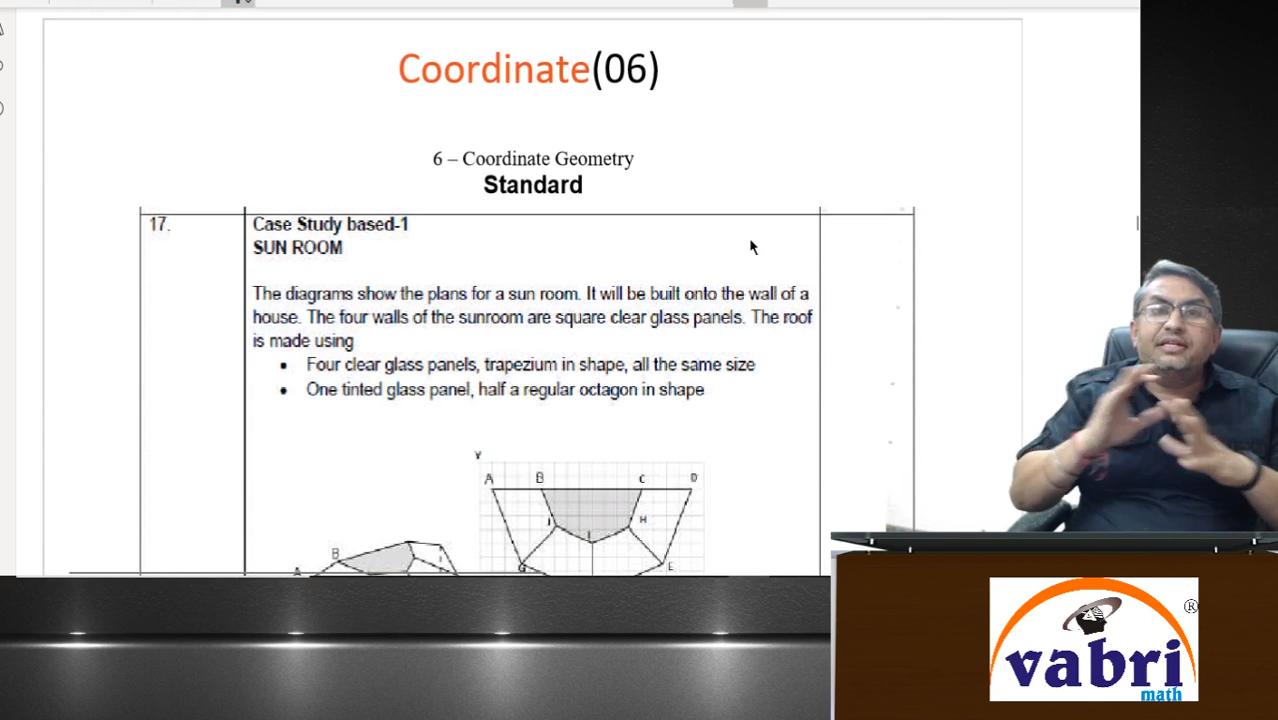 Coordinate(06)
6 – Coordinate Geometry
Standard
17.
Case Study based-1
SUN ROOM
The diagrams show the plans for a sun room. It will be built onto the wall of a
house. The four walls of the sunroom are square clear glass panels. The roof
is made using
• Four clear glass panels, trapezium in shape, all the same size
• One tinted glass panel, half a regular octagon in shape
Y
A B C D
J I H
G E
B
A
®
vabri
math